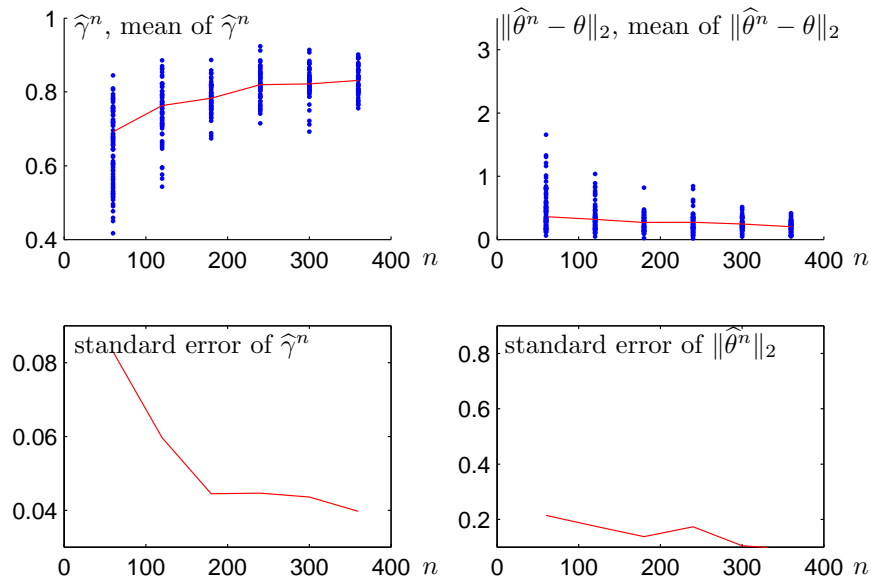 γ̂ⁿ, mean of γ̂ⁿ
1
0.8
0.6
0.4
0 100 200 300 400 n
‖θ̂ⁿ − θ‖₂, mean of ‖θ̂ⁿ − θ‖₂
3
2
1
0
0 100 200 300 400 n
standard error of γ̂ⁿ
0.08
0.06
0.04
0 100 200 300 400 n
standard error of ‖θ̂ⁿ‖₂
0.8
0.6
0.4
0.2
0 100 200 300 400 n